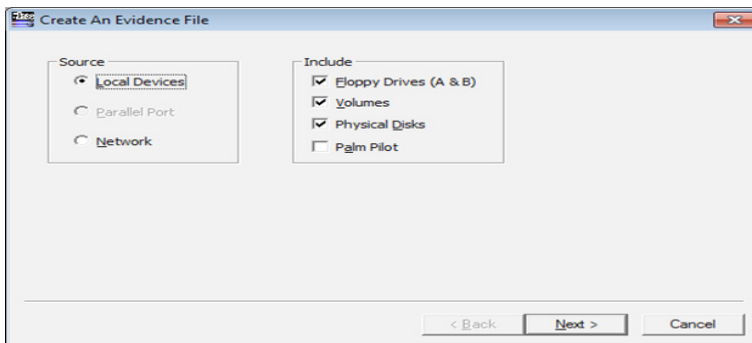 Create An Evidence File
Source
Local Devices
Parallel Port
Network
Include
Floppy Drives (A & B)
Volumes
Physical Disks
Palm Pilot
< Back
Next >
Cancel